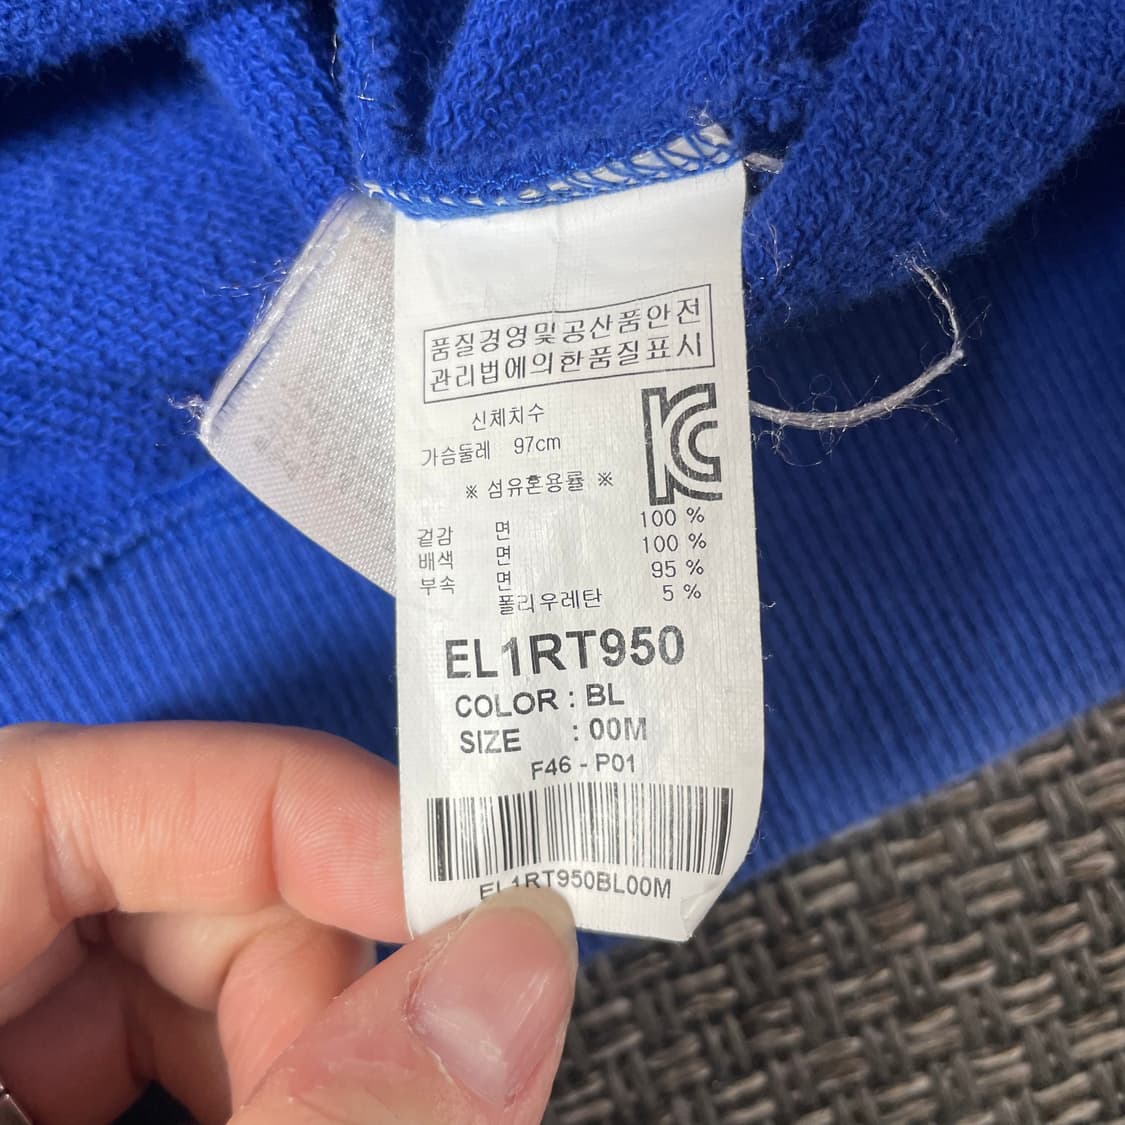 품질경영및공산품안전
관리법에의한품질표시
신체치수
가슴둘레 97cm
※ 섬유혼용률 ※
겉감 면 100 %
배색 면 100 %
부속 면 95 %
폴리우레탄 5 %
EL1RT950
COLOR : BL
SIZE : 00M
F46 - P01
EL1RT950BL00M